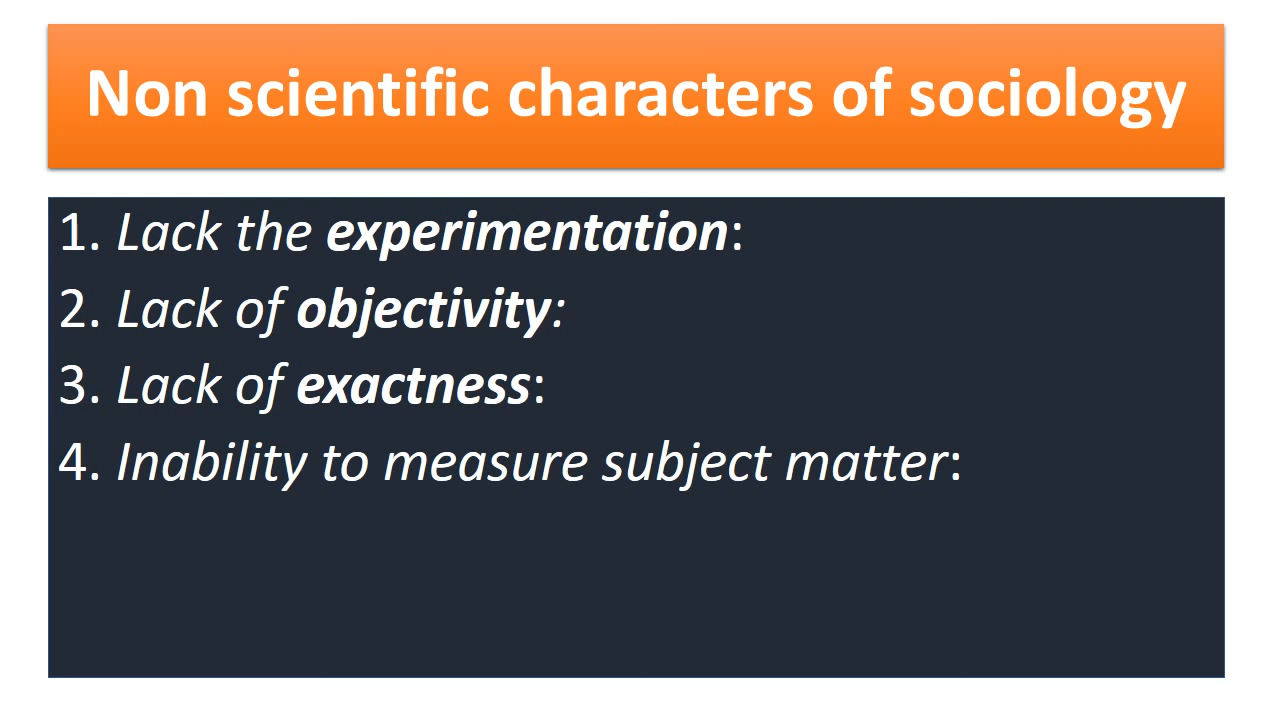 Non scientific characters of sociology
1. Lack the experimentation:
2. Lack of objectivity:
3. Lack of exactness:
4. Inability to measure subject matter: